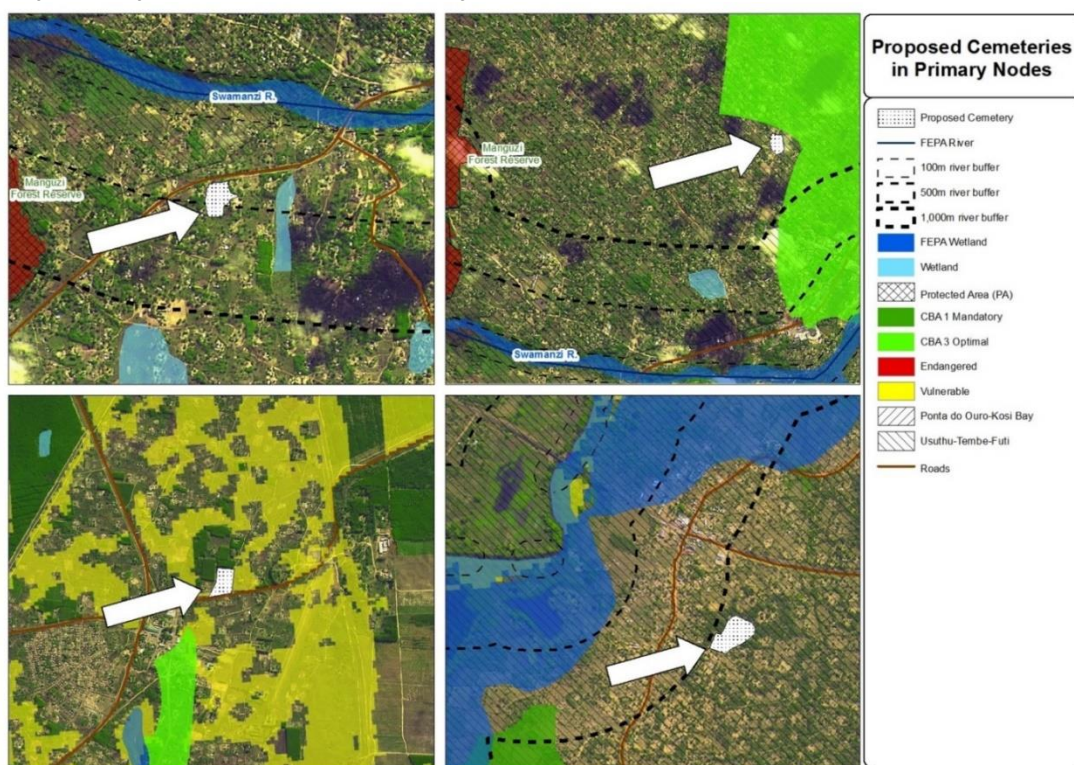 Swamanzi R.
Manguzi
Forest Reserve
Manguzi
Forest Reserve
Swamanzi R.
Proposed Cemeteries
in Primary Nodes
Proposed Cemetery
FEPA River
100m river buffer
500m river buffer
1,000m river buffer
FEPA Wetland
Wetland
Protected Area (PA)
CBA 1 Mandatory
CBA 3 Optimal
Endangered
Vulnerable
Ponta do Ouro-Kosi Bay
Usuthu-Tembe-Futi
Roads